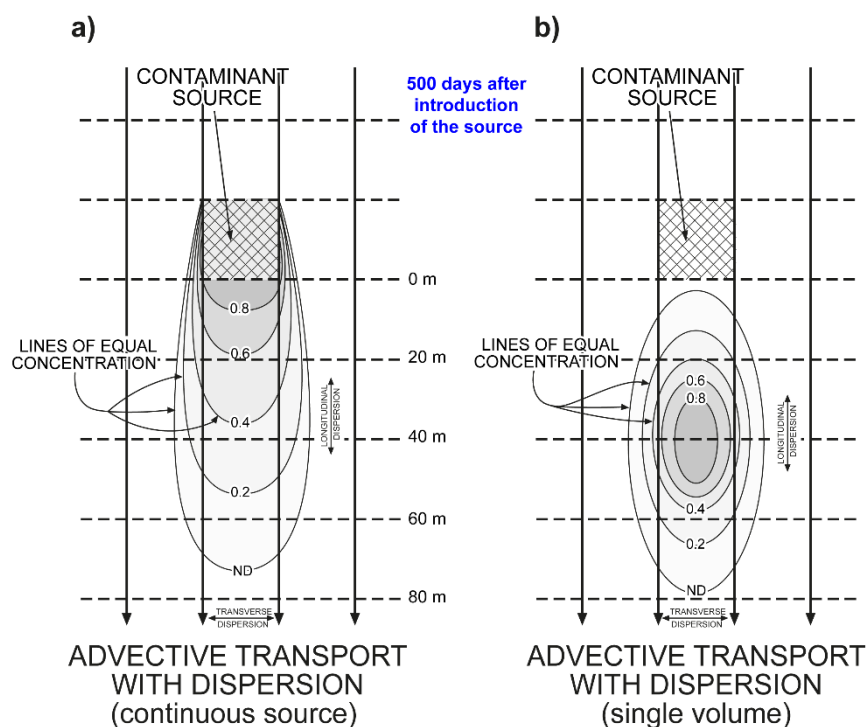 a)
CONTAMINANT
SOURCE
500 days after
introduction
of the source
0 m
0.8
LINES OF EQUAL
CONCENTRATION
0.6
20 m
0.4
LONGITUDINAL
DISPERSION
40 m
0.2
60 m
ND
80 m
TRANSVERSE
DISPERSION
ADVECTIVE TRANSPORT
WITH DISPERSION
(continuous source)
b)
CONTAMINANT
SOURCE
LINES OF EQUAL
CONCENTRATION
0.6
0.8
LONGITUDINAL
DISPERSION
0.4
0.2
ND
TRANSVERSE
DISPERSION
ADVECTIVE TRANSPORT
WITH DISPERSION
(single volume)